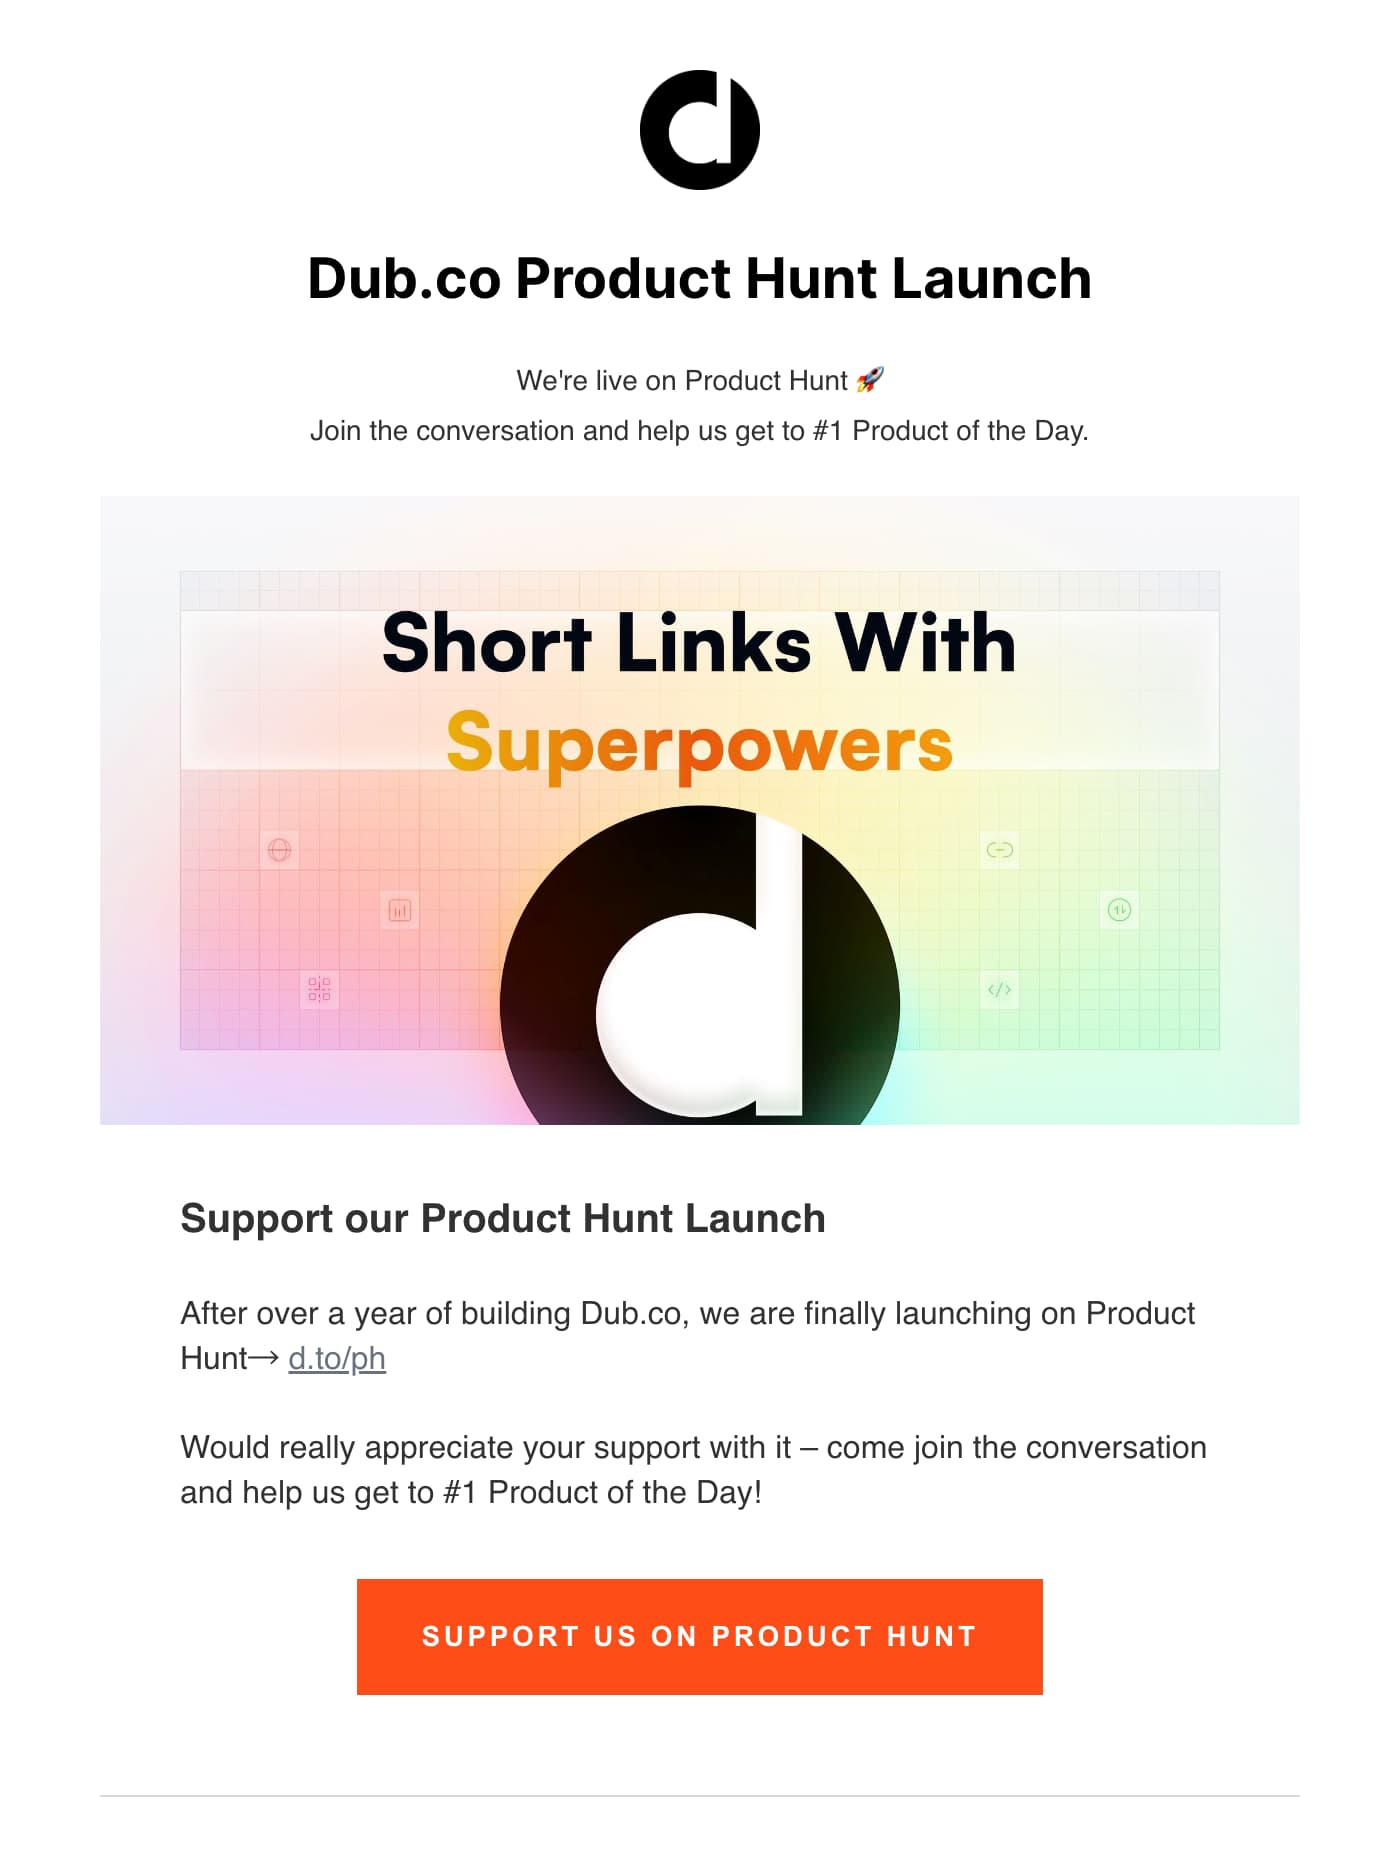 Dub.co Product Hunt Launch
We're live on Product Hunt 🚀
Join the conversation and help us get to #1 Product of the Day.
Short Links With
Superpowers
Support our Product Hunt Launch
After over a year of building Dub.co, we are finally launching on Product
Hunt→ d.to/ph
Would really appreciate your support with it – come join the conversation
and help us get to #1 Product of the Day!
SUPPORT US ON PRODUCT HUNT